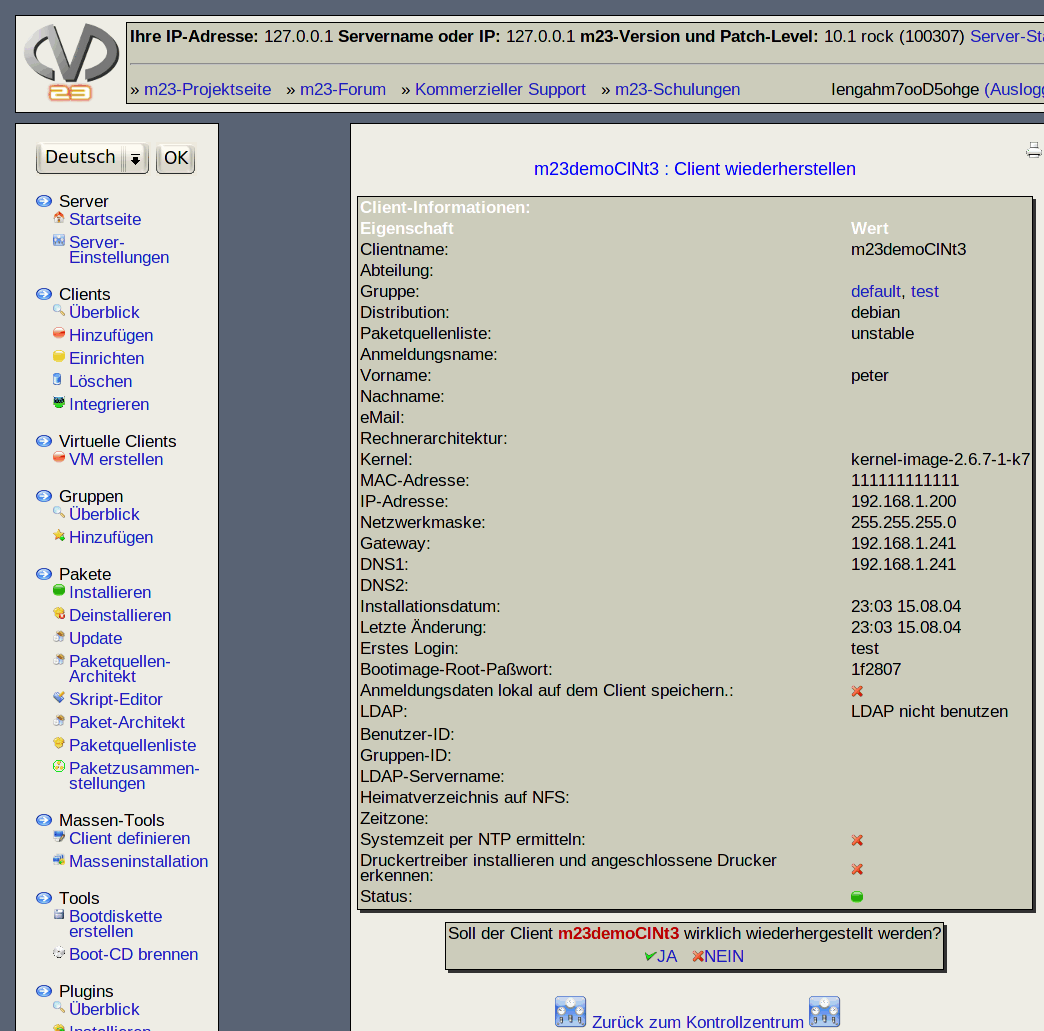 Ihre IP-Adresse: 127.0.0.1 Servername oder IP: 127.0.0.1 m23-Version und Patch-Level: 10.1 rock (100307) Server-Sta
» m23-Projektseite » m23-Forum » Kommerzieller Support » m23-Schulungen lengahm7ooD5ohge (Auslogg
23
Deutsch OK
Server
Startseite
Server-
Einstellungen
Clients
Überblick
Hinzufügen
Einrichten
Löschen
Integrieren
Virtuelle Clients
VM erstellen
Gruppen
Überblick
Hinzufügen
Pakete
Installieren
Deinstallieren
Update
Paketquellen-
Architekt
Skript-Editor
Paket-Architekt
Paketquellenliste
Paketzusammen-
stellungen
Massen-Tools
Client definieren
Masseninstallation
Tools
Bootdiskette
erstellen
Boot-CD brennen
Plugins
Überblick
Installieren
m23demoClNt3 : Client wiederherstellen
Client-Informationen:
Eigenschaft Wert
Clientname: m23demoClNt3
Abteilung:
Gruppe: default, test
Distribution: debian
Paketquellenliste: unstable
Anmeldungsname:
Vorname: peter
Nachname:
eMail:
Rechnerarchitektur:
Kernel: kernel-image-2.6.7-1-k7
MAC-Adresse: 111111111111
IP-Adresse: 192.168.1.200
Netzwerkmaske: 255.255.255.0
Gateway: 192.168.1.241
DNS1: 192.168.1.241
DNS2:
Installationsdatum: 23:03 15.08.04
Letzte Änderung: 23:03 15.08.04
Erstes Login: test
Bootimage-Root-Paßwort: 1f2807
Anmeldungsdaten lokal auf dem Client speichern.:
LDAP: LDAP nicht benutzen
Benutzer-ID:
Gruppen-ID:
LDAP-Servername:
Heimatverzeichnis auf NFS:
Zeitzone:
Systemzeit per NTP ermitteln:
Druckertreiber installieren und angeschlossene Drucker
erkennen:
Status:
Soll der Client m23demoClNt3 wirklich wiederhergestellt werden?
JA NEIN
Zurück zum Kontrollzentrum